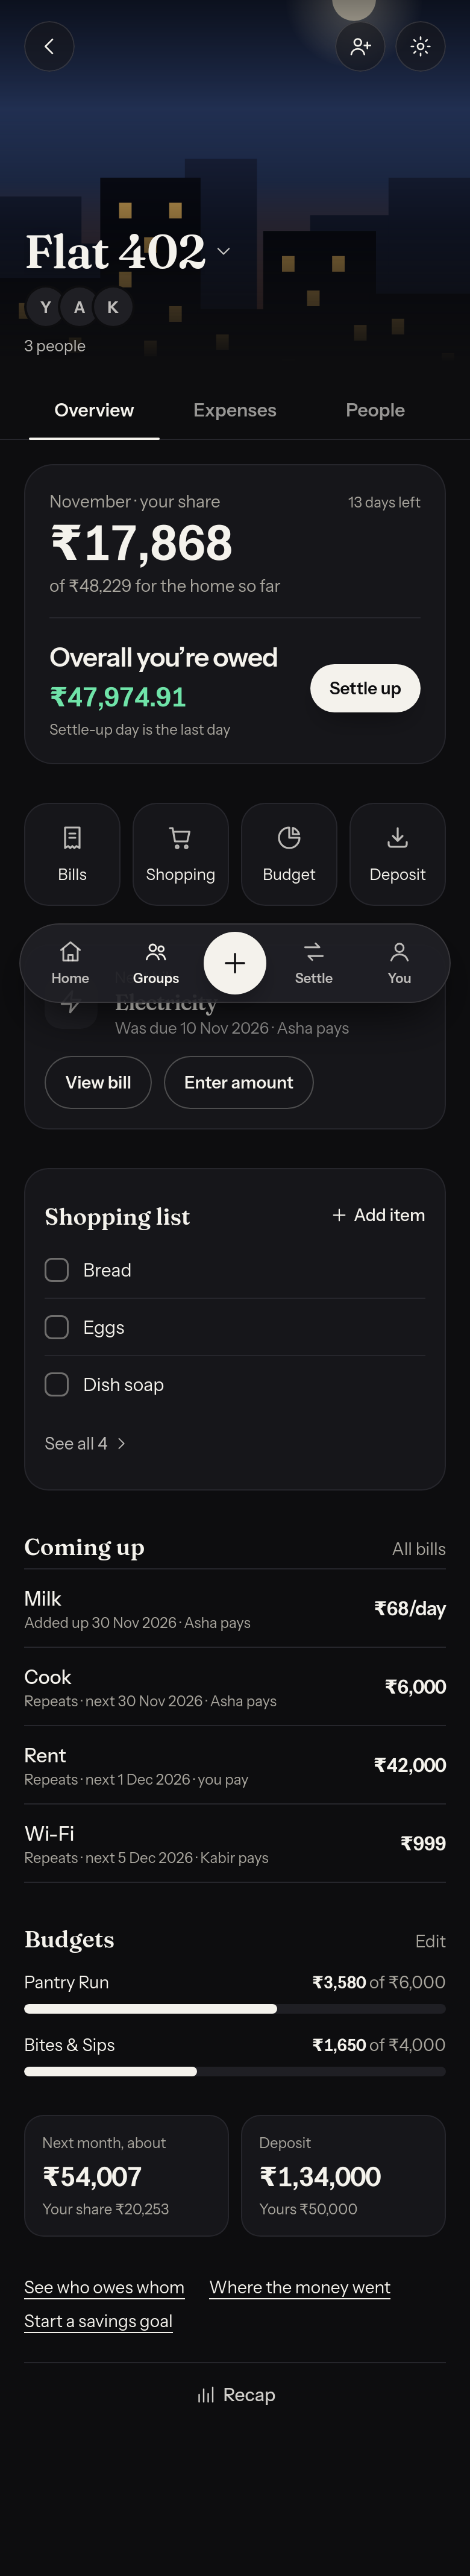 Flat 402
Y A K
3 people
Overview Expenses People
November · your share 13 days left
₹17,868
of ₹48,229 for the home so far
Overall you’re owed
₹47,974.91
Settle up
Settle-up day is the last day
Bills Shopping Budget Deposit
Home Groups Settle You
Electricity
Was due 10 Nov 2026 · Asha pays
View bill Enter amount
Shopping list + Add item
Bread
Eggs
Dish soap
See all 4
Coming up All bills
Milk ₹68/day
Added up 30 Nov 2026 · Asha pays
Cook ₹6,000
Repeats · next 30 Nov 2026 · Asha pays
Rent ₹42,000
Repeats · next 1 Dec 2026 · you pay
Wi-Fi ₹999
Repeats · next 5 Dec 2026 · Kabir pays
Budgets Edit
Pantry Run ₹3,580 of ₹6,000
Bites & Sips ₹1,650 of ₹4,000
Next month, about Deposit
₹54,007 ₹1,34,000
Your share ₹20,253 Yours ₹50,000
See who owes whom Where the money went
Start a savings goal
Recap